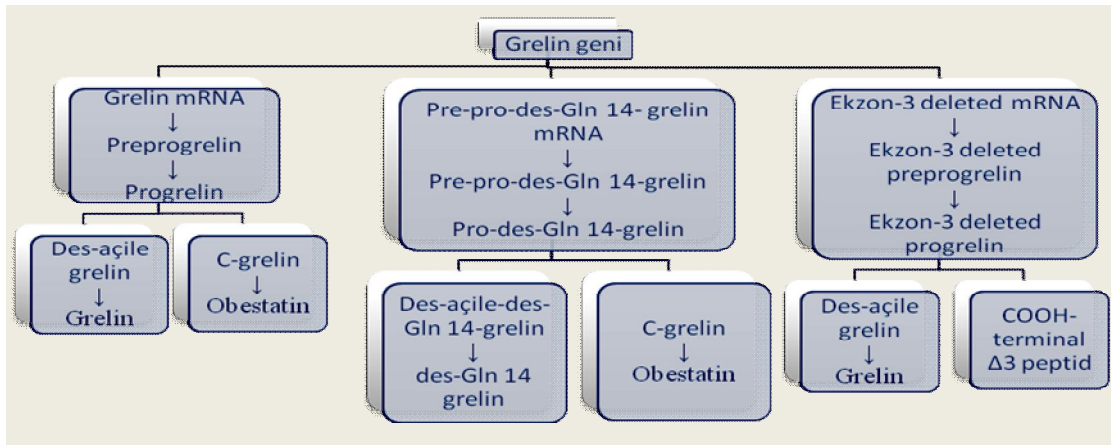 Grelin geni
Grelin mRNA
↓
Preprogrelin
↓
Progrelin
Des-açile
grelin
↓
Grelin
C-grelin
↓
Obestatin
Pre-pro-des-Gln 14- grelin
mRNA
↓
Pre-pro-des-Gln 14-grelin
↓
Pro-des-Gln 14-grelin
Des-açile-des-
Gln 14-grelin
↓
des-Gln 14
grelin
C-grelin
↓
Obestatin
Ekzon-3 deleted mRNA
↓
Ekzon-3 deleted
preprogrelin
↓
Ekzon-3 deleted
progrelin
Des-açile
grelin
↓
Grelin
COOH-
terminal
Δ3 peptid